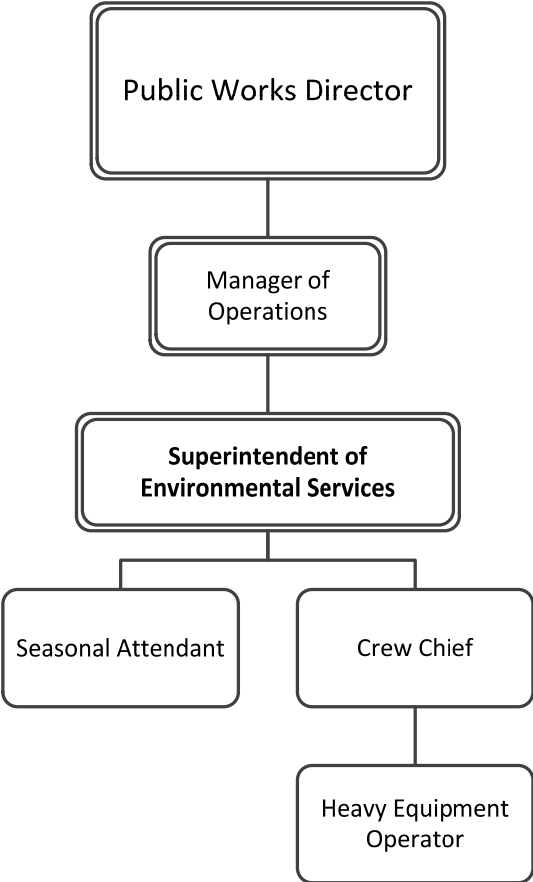 Public Works Director
Manager of
Operations
Superintendent of
Environmental Services
Seasonal Attendant
Crew Chief
Heavy Equipment
Operator